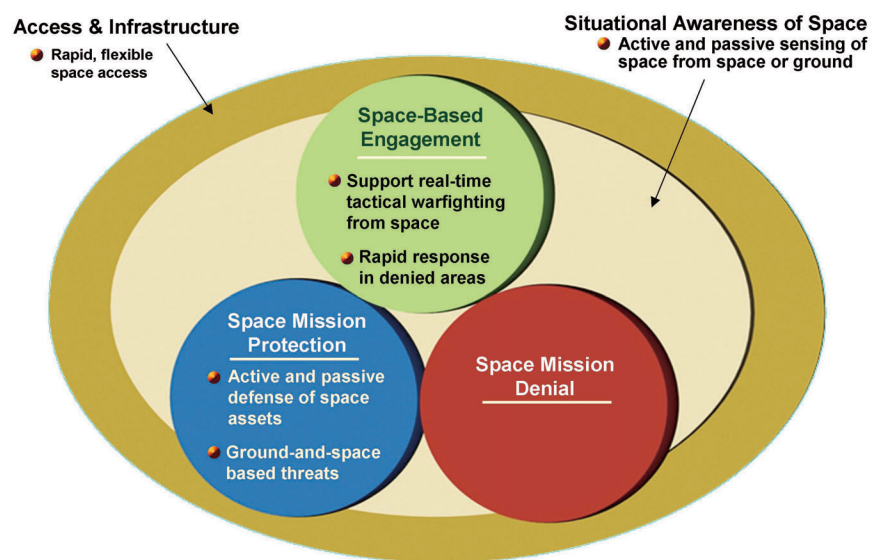 Access & Infrastructure
Rapid, flexible
space access
Situational Awareness of Space
Active and passive sensing of
space from space or ground
Space-Based
Engagement
Support real-time
tactical warfighting
from space
Rapid response
in denied areas
Space Mission
Protection
Active and passive
defense of space
assets
Ground-and-space
based threats
Space Mission
Denial